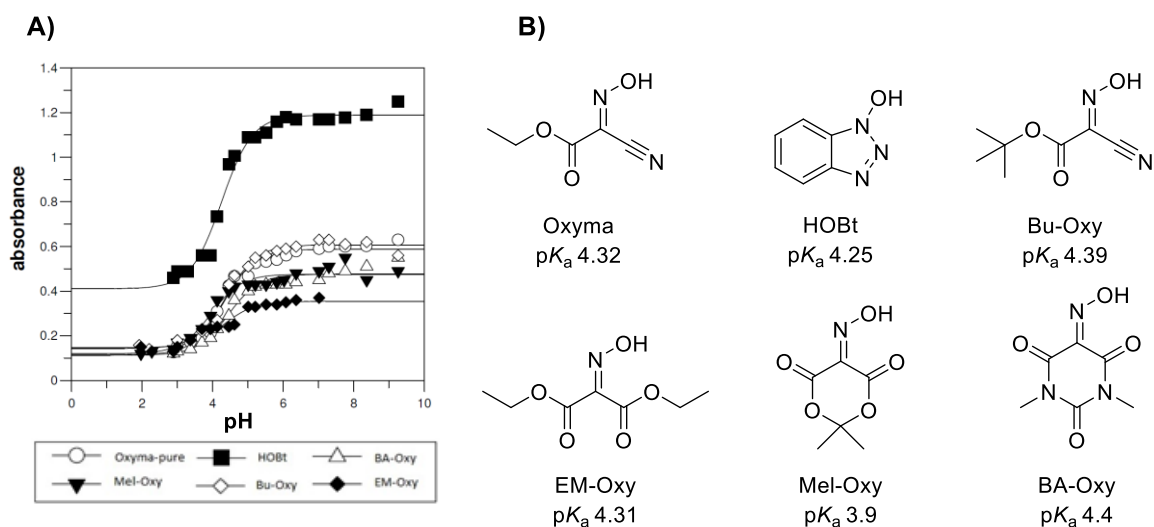 A)
B)
1.4
1.2
1
0.8
0.6
0.4
0.2
0
absorbance
0 2 4 6 8 10
pH
Oxyma-pure HOBt BA-Oxy
Mel-Oxy Bu-Oxy EM-Oxy
N OH
O
O
N
Oxyma
pKa 4.32
OH
N
N
N
HOBt
pKa 4.25
N OH
O
O
N
Bu-Oxy
pKa 4.39
N OH
O O
O O
EM-Oxy
pKa 4.31
N OH
O O
O O
Mel-Oxy
pKa 3.9
N OH
O O
N N
O
BA-Oxy
pKa 4.4